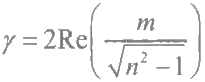 γ = 2Re(m/√(n² − 1))